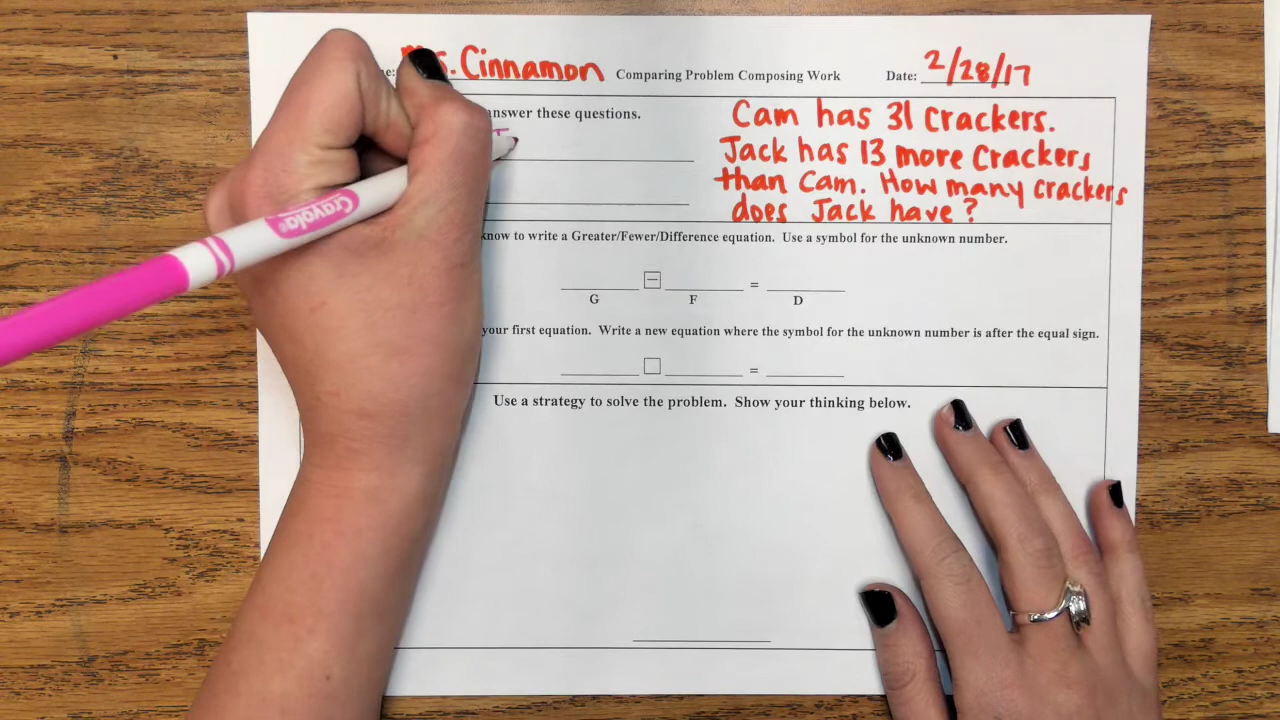 Cinnamon Comparing Problem Composing Work Date: 2/28/17
answer these questions.
Cam has 31 crackers.
Jack has 13 more crackers
than Cam. How many crackers
does Jack have?
know to write a Greater/Fewer/Difference equation. Use a symbol for the unknown number.
− =
G F D
your first equation. Write a new equation where the symbol for the unknown number is after the equal sign.
=
Use a strategy to solve the problem. Show your thinking below.
Crayola